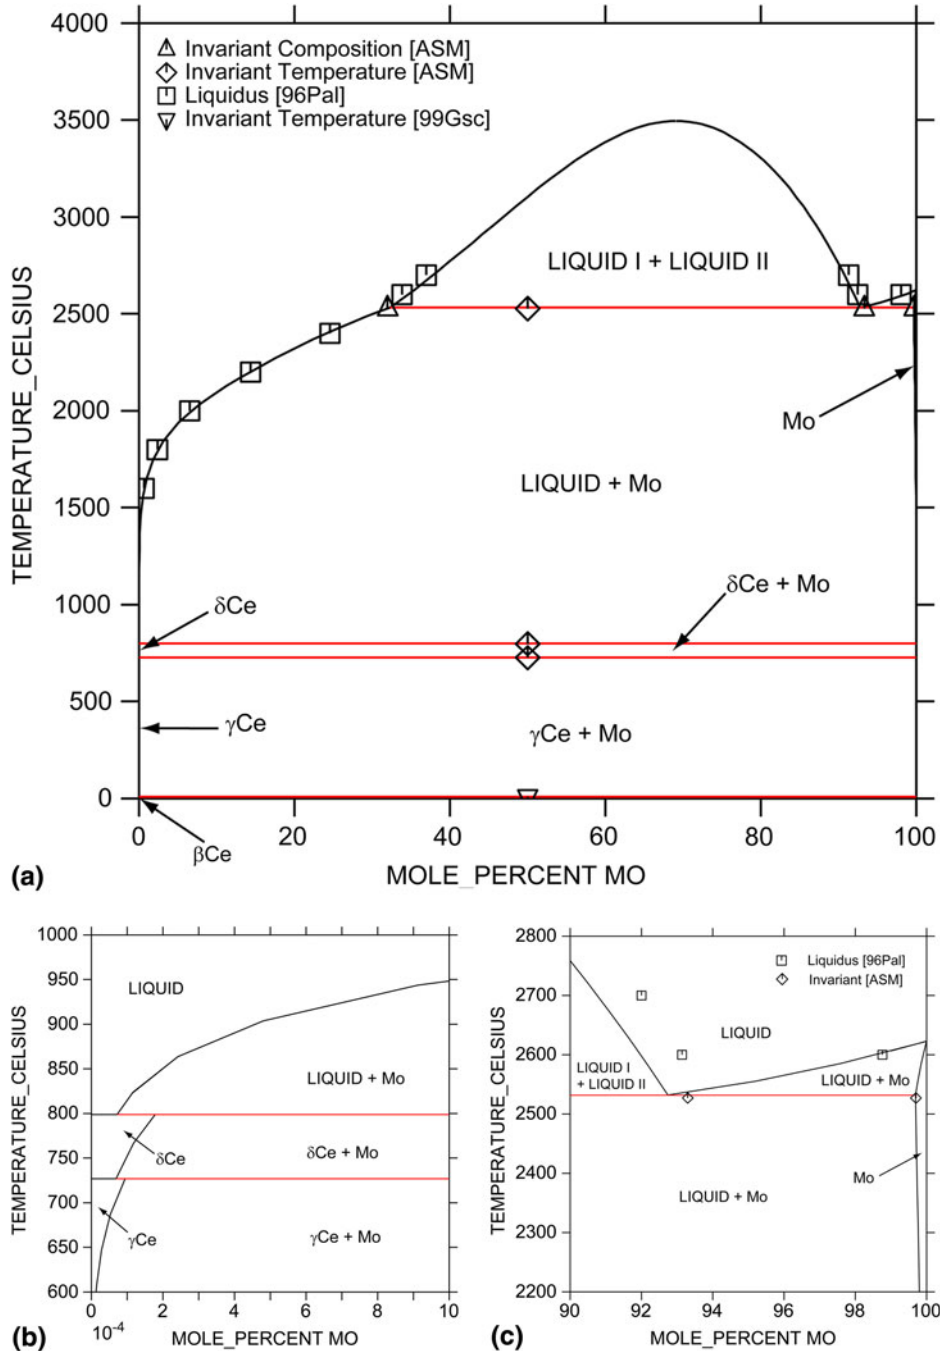 4000
Invariant Composition [ASM]
Invariant Temperature [ASM]
Liquidus [96Pal]
Invariant Temperature [99Gsc]
3500
3000
LIQUID I + LIQUID II
2500
2000
Mo
LIQUID + Mo
1500
1000
δCe
δCe + Mo
500
γCe
γCe + Mo
0
0 20 40 60 80 100
βCe
TEMPERATURE_CELSIUS
MOLE_PERCENT MO
(a)
1000
LIQUID
950
900
850
LIQUID + Mo
800
δCe
δCe + Mo
750
700
γCe
γCe + Mo
650
600
0 2 4 6 8 10
10⁻⁴
TEMPERATURE_CELSIUS
MOLE_PERCENT MO
(b)
2800
Liquidus [96Pal]
Invariant [ASM]
2700
LIQUID
2600
LIQUID I
+ LIQUID II
LIQUID + Mo
2500
2400
Mo
LIQUID + Mo
2300
2200
90 92 94 96 98 100
TEMPERATURE_CELSIUS
MOLE_PERCENT MO
(c)